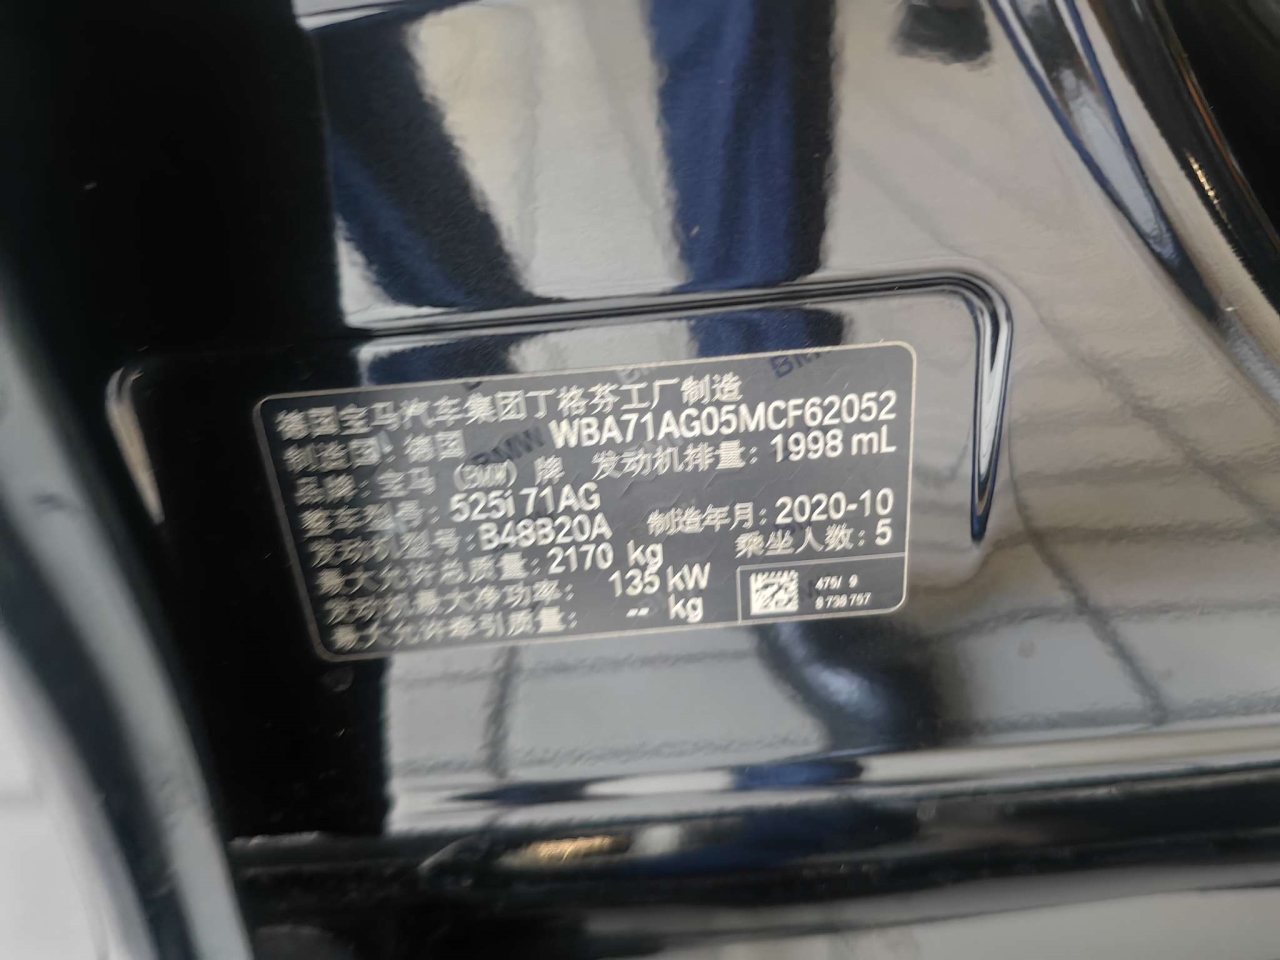 德国宝马汽车集团丁格芬工厂制造
制造国：德国 WBA71AG05MCF62052
品牌：宝马（BMW）牌 发动机排量：1998 mL
整车型号：525i 71AG
发动机型号：B48B20A 制造年月：2020-10
最大允许总质量：2170 kg 乘坐人数：5
发动机最大净功率： 135 kW
最大允许牵引质量： -- kg
475/ 9
8 738 757